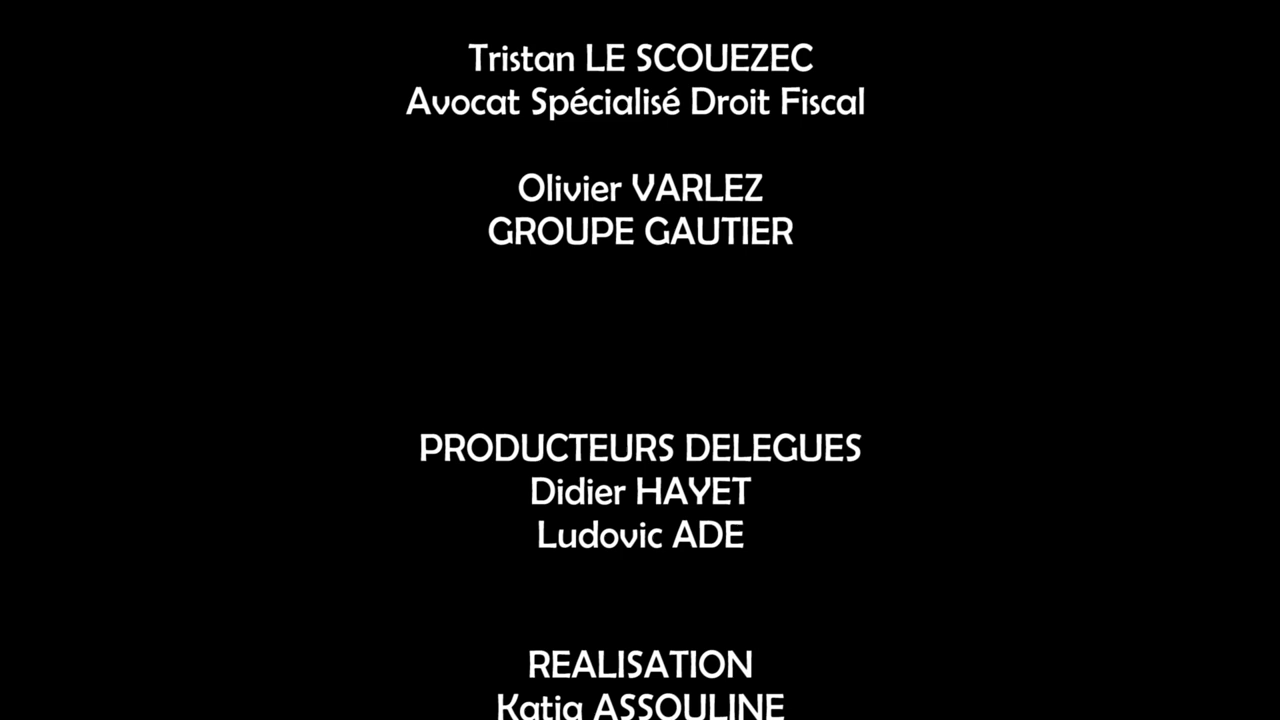 Tristan LE SCOUEZEC
Avocat Spécialisé Droit Fiscal
Olivier VARLEZ
GROUPE GAUTIER
PRODUCTEURS DELEGUES
Didier HAYET
Ludovic ADE
REALISATION
Katia ASSOULINE